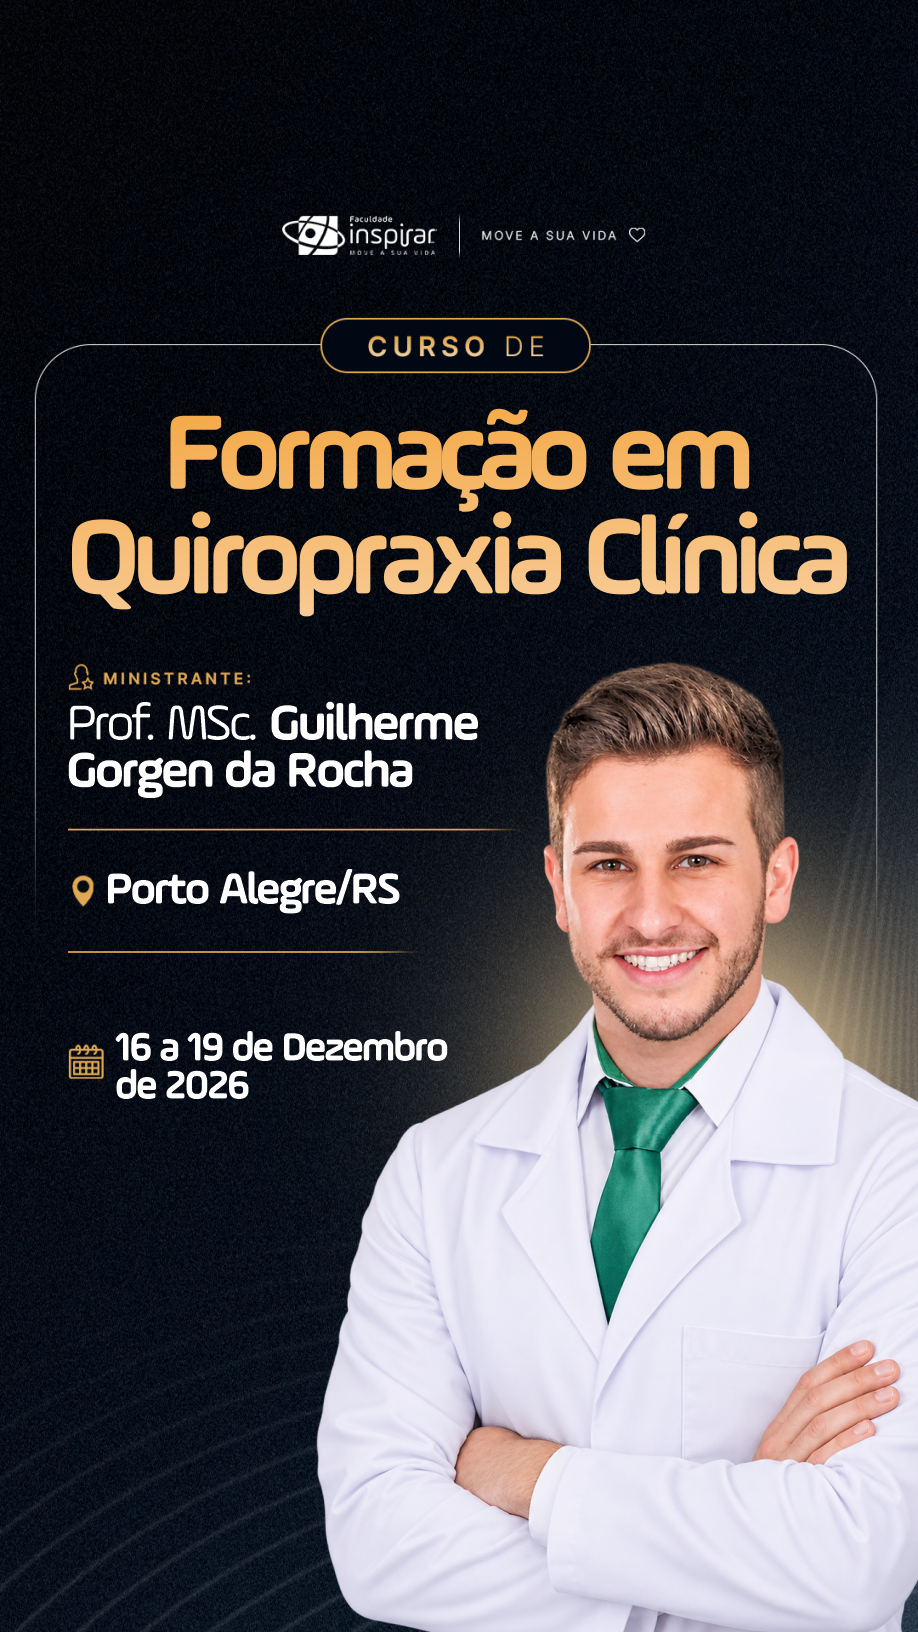 Faculdade
inspirar
MOVE A SUA VIDA
MOVE A SUA VIDA
CURSO DE
Formação em
Quiropraxia Clínica
MINISTRANTE:
Prof. MSc. Guilherme
Gorgen da Rocha
Porto Alegre/RS
16 a 19 de Dezembro
de 2026